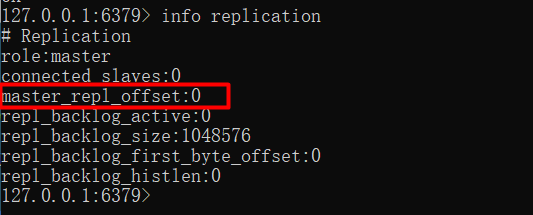 127.0.0.1:6379> info replication
# Replication
role:master
connected_slaves:0
master_repl_offset:0
repl_backlog_active:0
repl_backlog_size:1048576
repl_backlog_first_byte_offset:0
repl_backlog_histlen:0
127.0.0.1:6379>